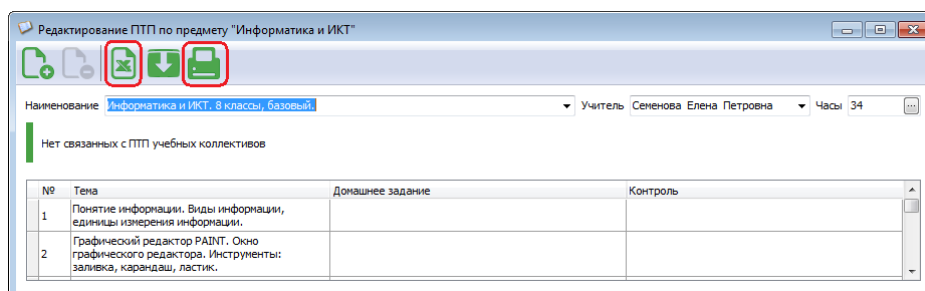 Редактирование ПТП по предмету "Информатика и ИКТ"
Наименование Информатика и ИКТ. 8 классы, базовый. Учитель Семенова Елена Петровна Часы 34 ...
Нет связанных с ПТП учебных коллективов
№ Тема Домашнее задание Контроль
1 Понятие информации. Виды информации,
единицы измерения информации.
Графический редактор PAINT. Окно
2 графического редактора. Инструменты:
заливка, карандаш, ластик.